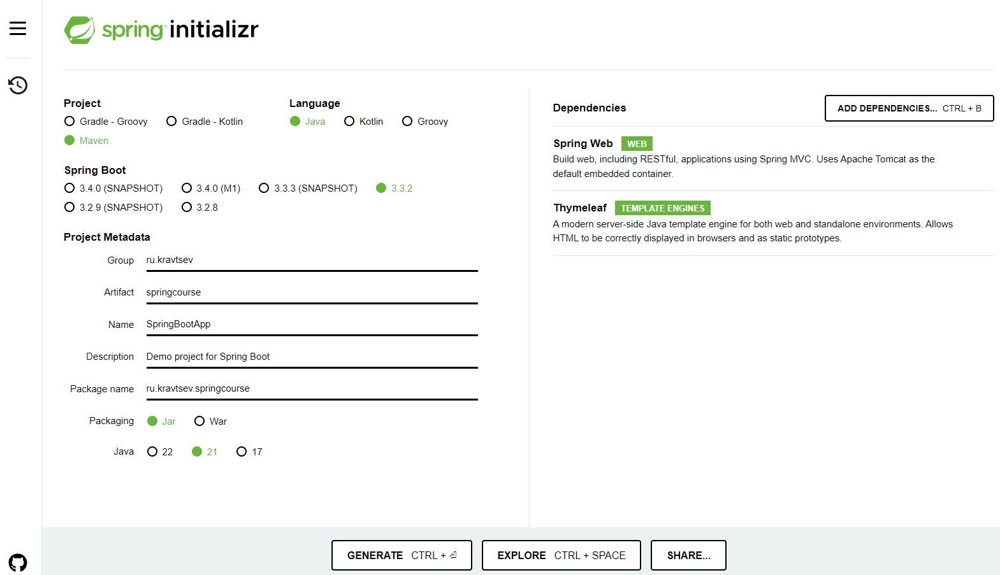 spring initializr
Project
Gradle - Groovy Gradle - Kotlin
Maven
Language
Java Kotlin Groovy
Spring Boot
3.4.0 (SNAPSHOT) 3.4.0 (M1) 3.3.3 (SNAPSHOT) 3.3.2
3.2.9 (SNAPSHOT) 3.2.8
Project Metadata
Group ru.kravtsev
Artifact springcourse
Name SpringBootApp
Description Demo project for Spring Boot
Package name ru.kravtsev.springcourse
Packaging Jar War
Java 22 21 17
Dependencies ADD DEPENDENCIES... CTRL + B
Spring Web WEB
Build web, including RESTful, applications using Spring MVC. Uses Apache Tomcat as the
default embedded container.
Thymeleaf TEMPLATE ENGINES
A modern server-side Java template engine for both web and standalone environments. Allows
HTML to be correctly displayed in browsers and as static prototypes.
GENERATE CTRL + ⏎ EXPLORE CTRL + SPACE SHARE...